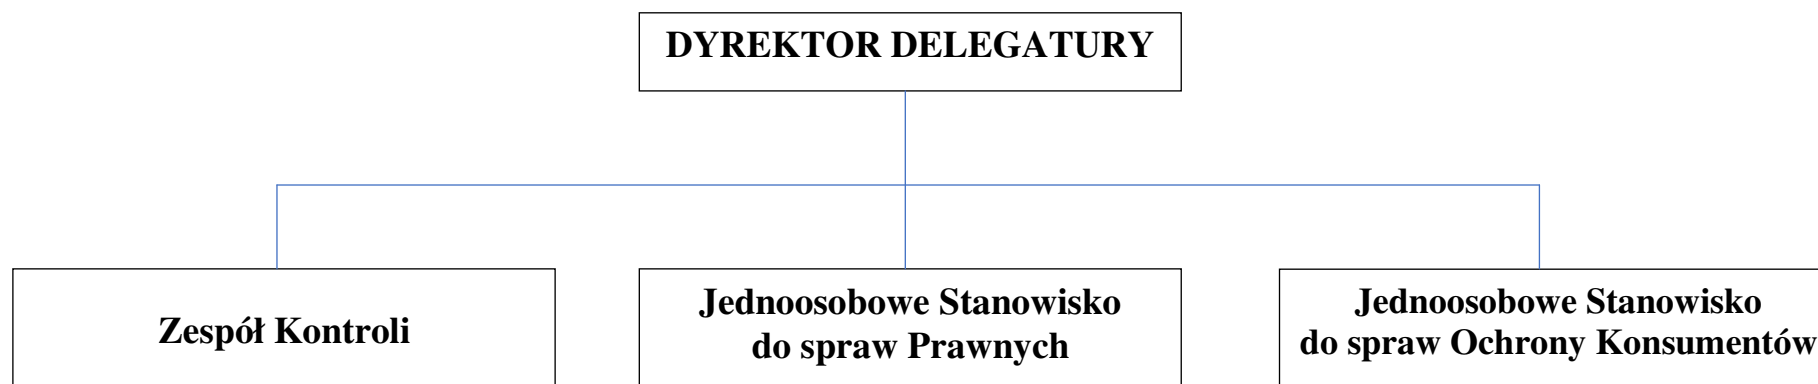 DYREKTOR DELEGATURY
Zespół Kontroli
Jednoosobowe Stanowisko
do spraw Prawnych
Jednoosobowe Stanowisko
do spraw Ochrony Konsumentów